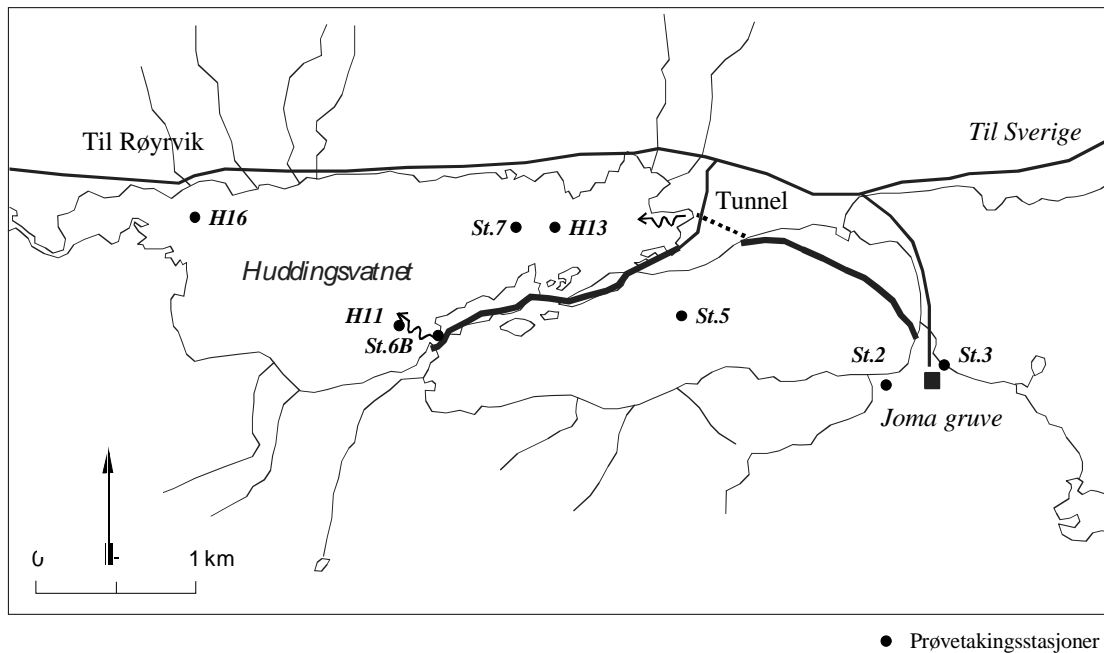 Til Røyrvik
Til Sverige
Tunnel
H16
St.7
H13
Huddingsvatnet
H11
St.6B
St.5
St.2
St.3
Joma gruve
0
1 km
Prøvetakingsstasjoner